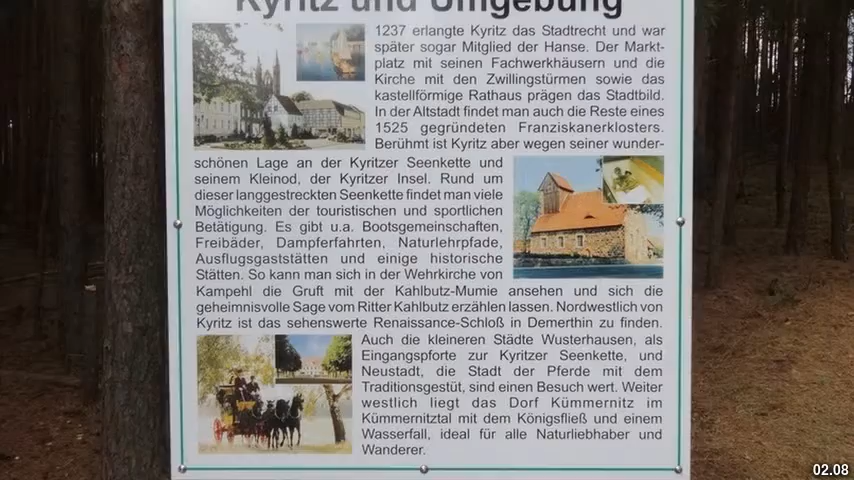 Kyritz und Umgebung
1237 erlangte Kyritz das Stadtrecht und war
später sogar Mitglied der Hanse. Der Markt-
platz mit seinen Fachwerkhäusern und die
Kirche mit den Zwillingstürmen sowie das
kastellförmige Rathaus prägen das Stadtbild.
In der Altstadt findet man auch die Reste eines
1525 gegründeten Franziskanerklosters.
Berühmt ist Kyritz aber wegen seiner wunder-
schönen Lage an der Kyritzer Seenkette und
seinem Kleinod, der Kyritzer Insel. Rund um
dieser langgestreckten Seenkette findet man viele
Möglichkeiten der touristischen und sportlichen
Betätigung. Es gibt u.a. Bootsgemeinschaften,
Freibäder, Dampferfahrten, Naturlehrpfade,
Ausflugsgaststätten und einige historische
Stätten. So kann man sich in der Wehrkirche von
Kampehl die Gruft mit der Kahlbutz-Mumie ansehen und sich die
geheimnisvolle Sage vom Ritter Kahlbutz erzählen lassen. Nordwestlich von
Kyritz ist das sehenswerte Renaissance-Schloß in Demerthin zu finden.
Auch die kleineren Städte Wusterhausen, als
Eingangspforte zur Kyritzer Seenkette, und
Neustadt, die Stadt der Pferde mit dem
Traditionsgestüt, sind einen Besuch wert. Weiter
westlich liegt das Dorf Kümmernitz im
Kümmernitztal mit dem Königsfließ und einem
Wasserfall, ideal für alle Naturliebhaber und
Wanderer.
02.08